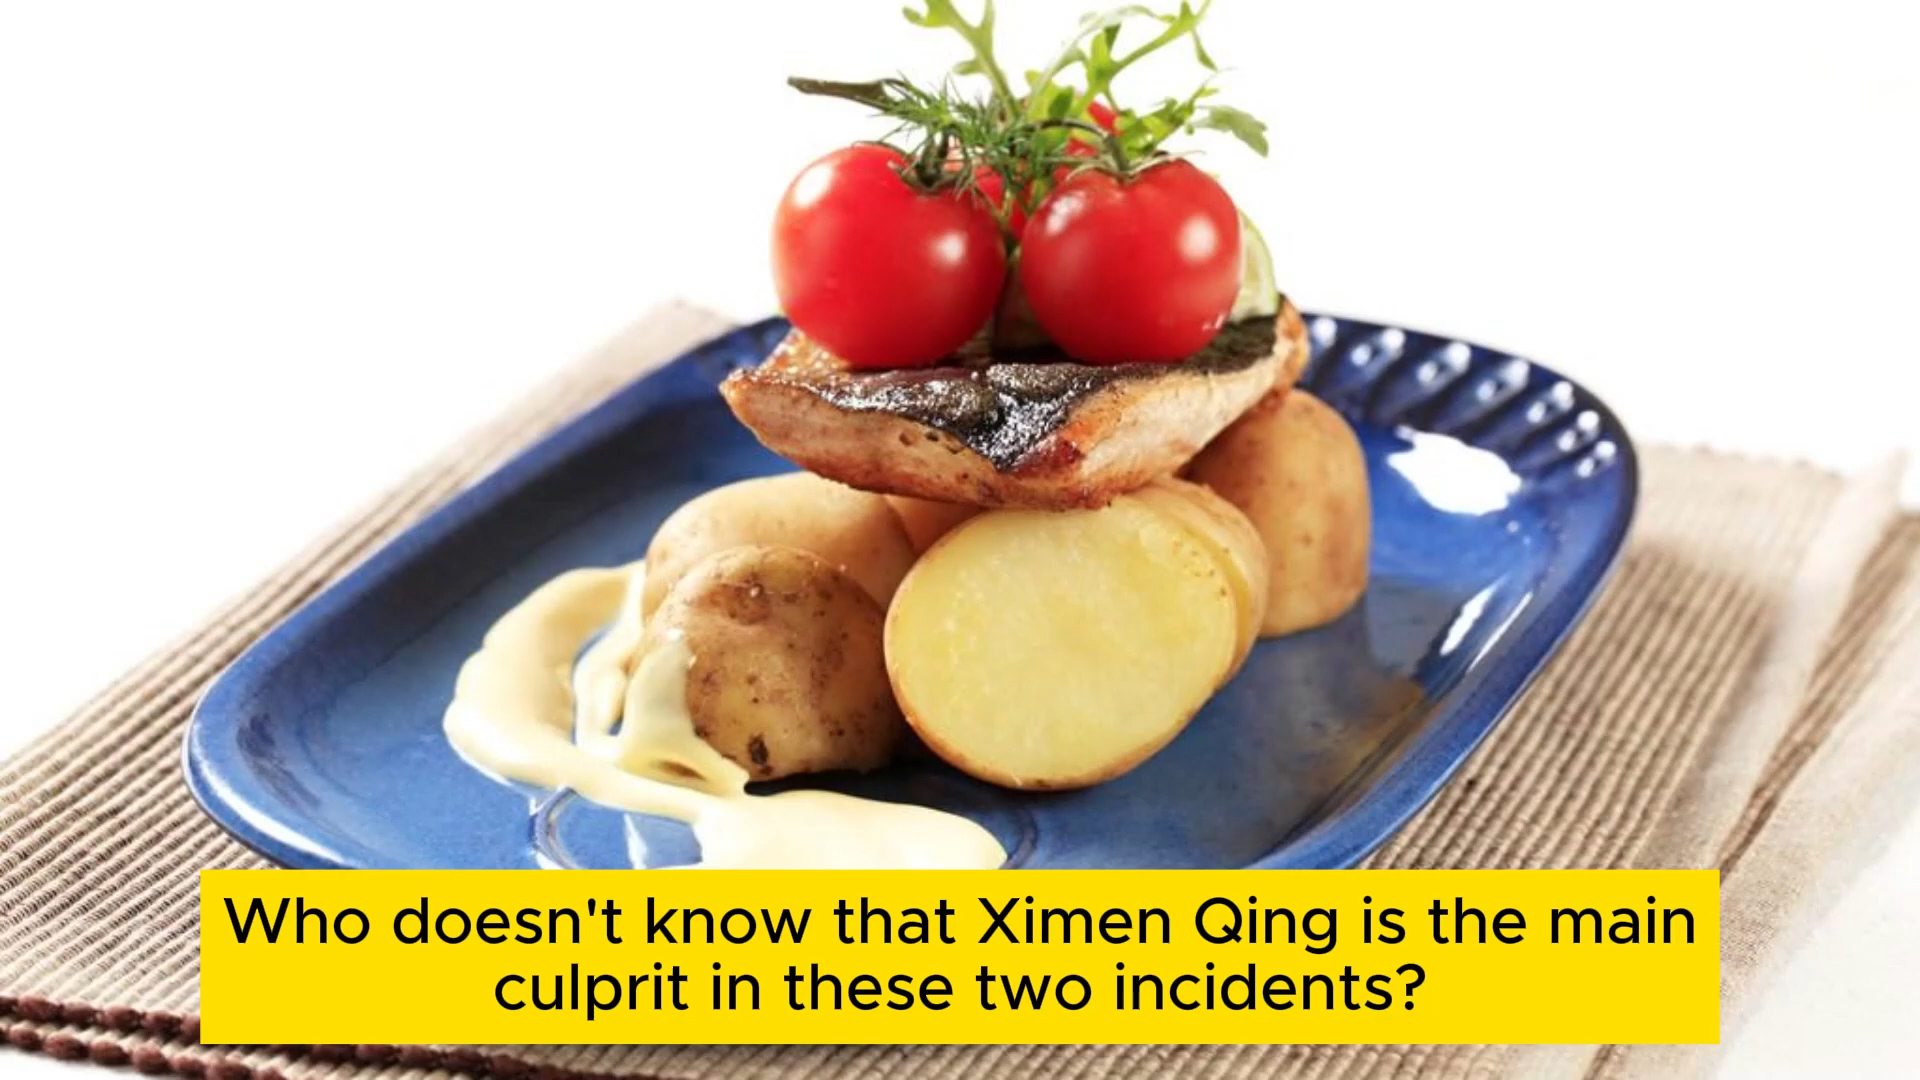 Who doesn't know that Ximen Qing is the main
culprit in these two incidents?